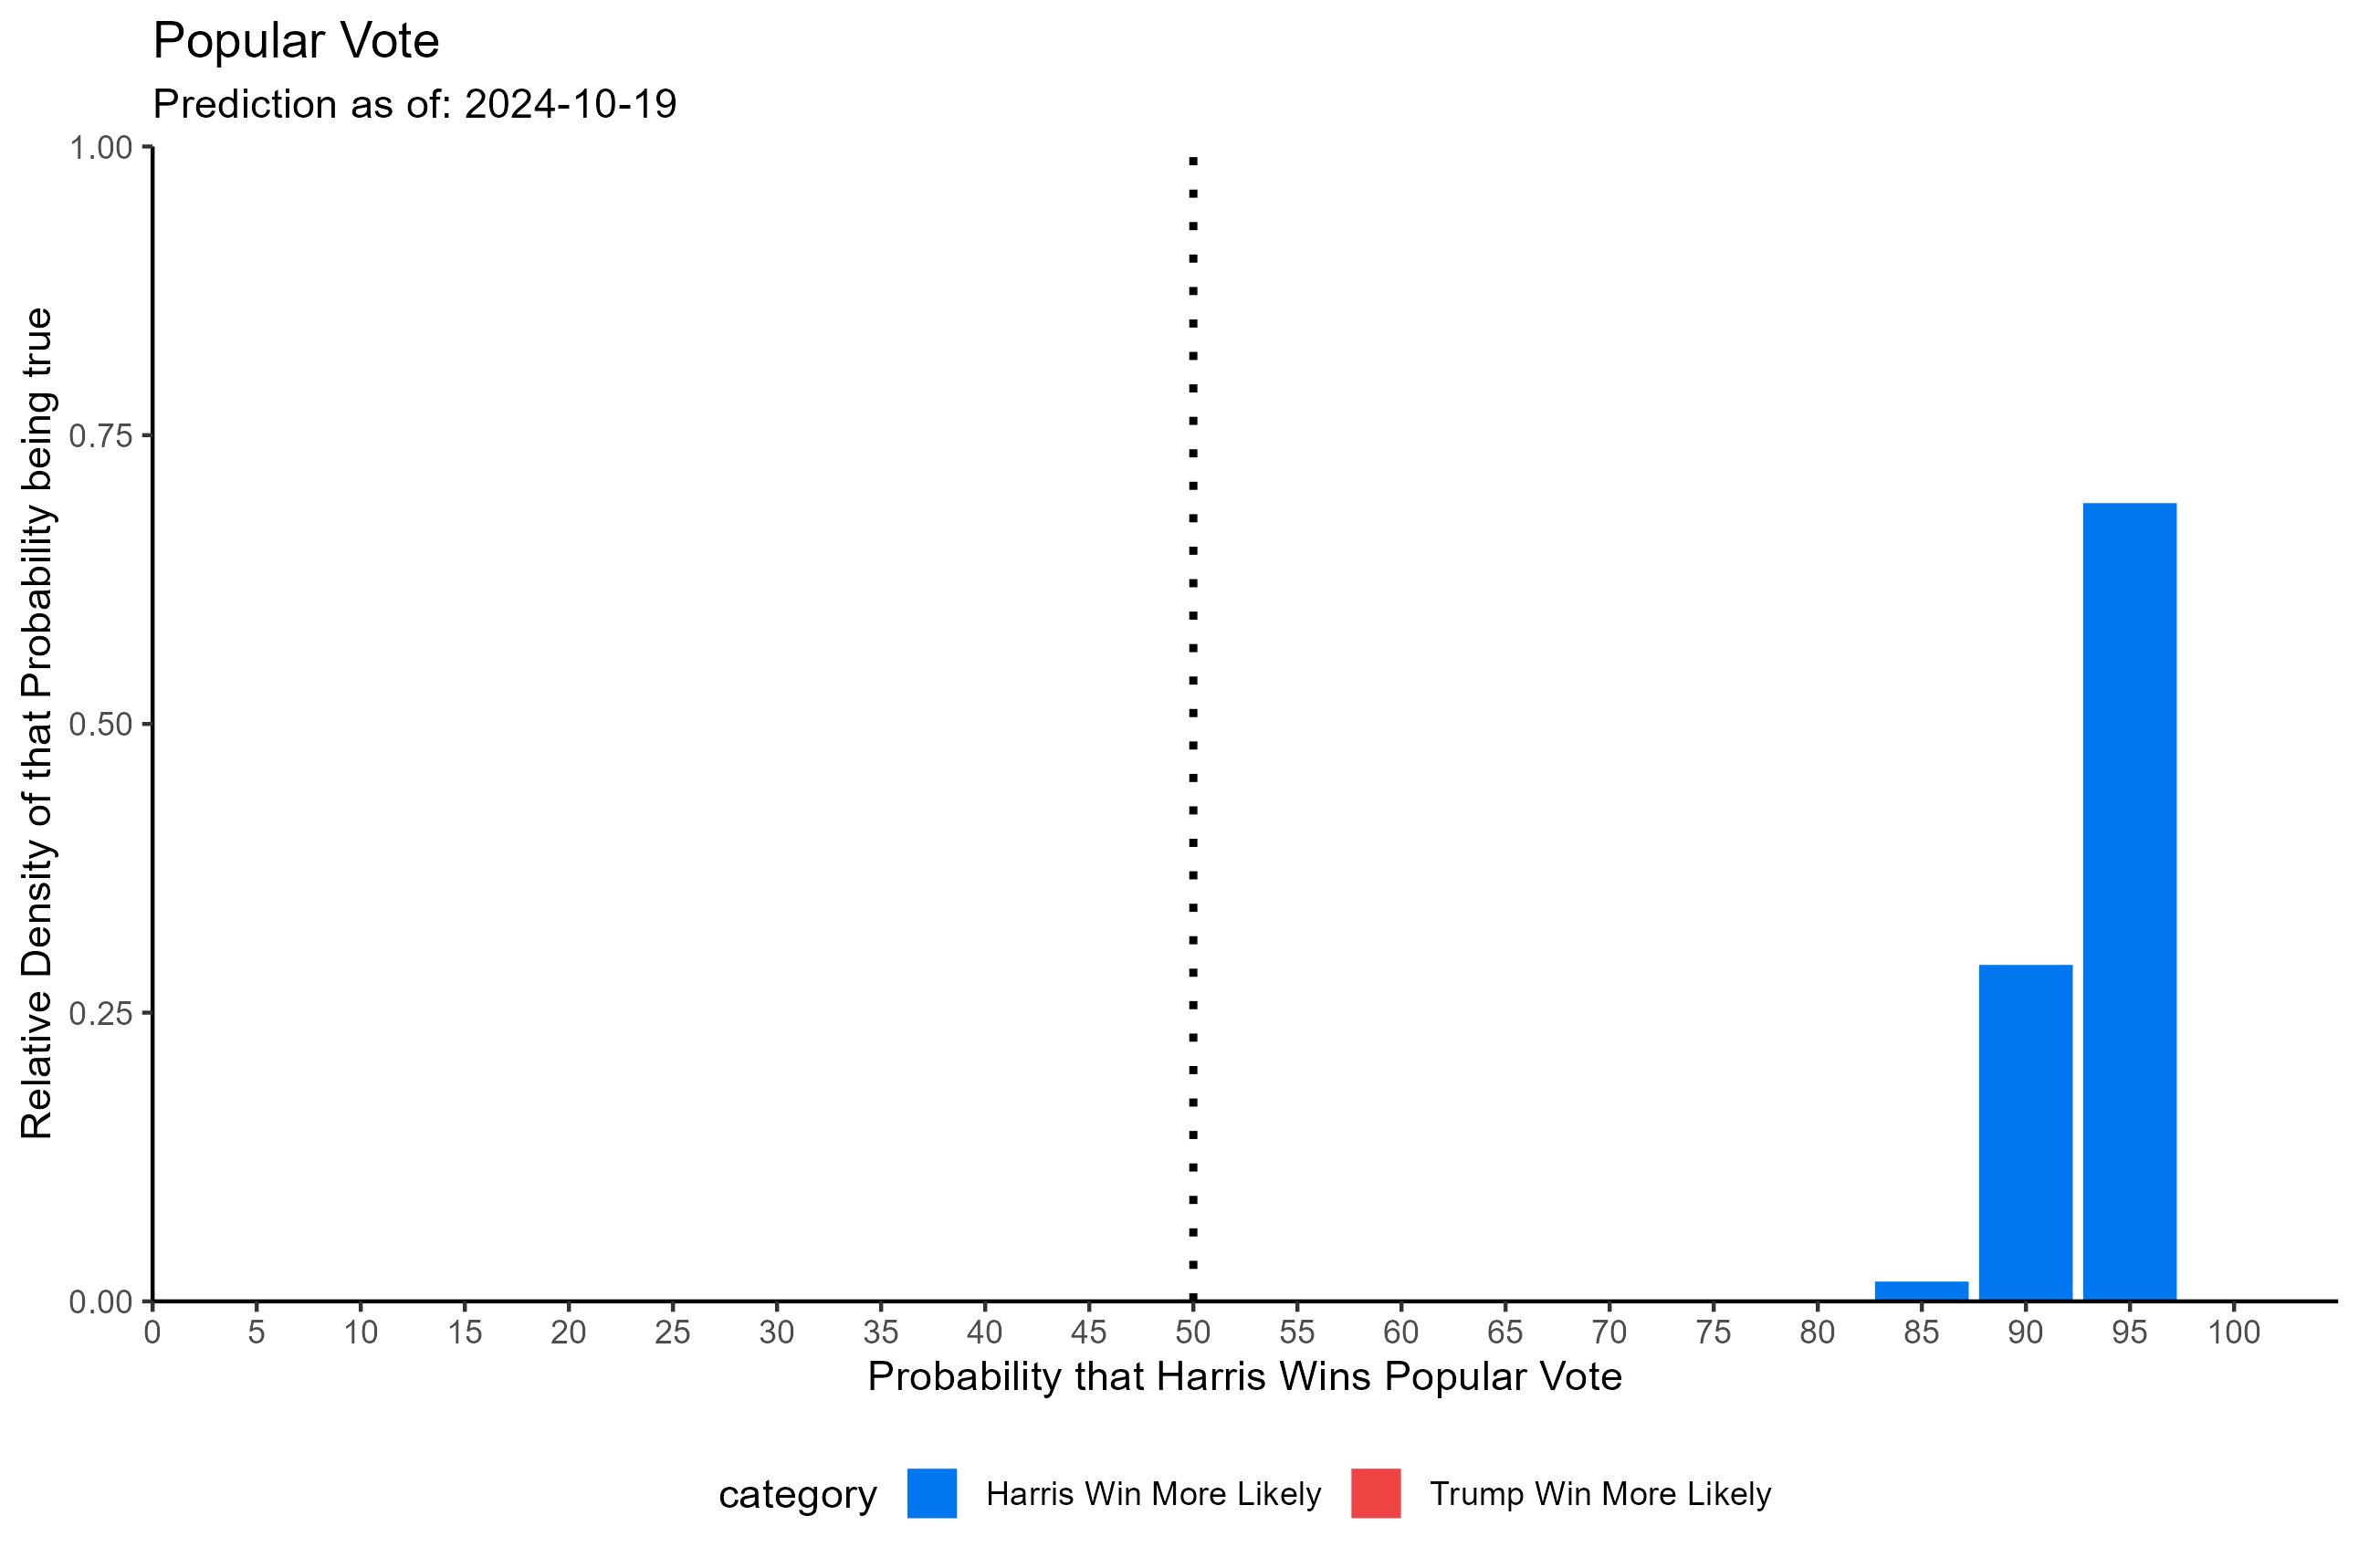 Popular Vote
Prediction as of: 2024-10-19
Relative Density of that Probability being true
1.00
0.75
0.50
0.25
0.00
0 5 10 15 20 25 30 35 40 45 50 55 60 65 70 75 80 85 90 95 100
Probability that Harris Wins Popular Vote
category Harris Win More Likely Trump Win More Likely